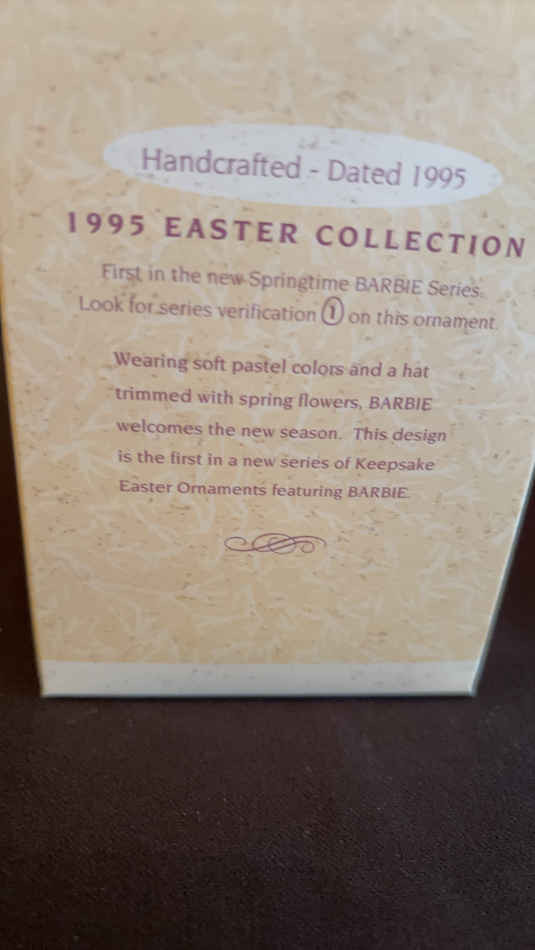 Handcrafted - Dated 1995
1995 EASTER COLLECTION
First in the new Springtime BARBIE Series.
Look for series verification 1 on this ornament.
Wearing soft pastel colors and a hat
trimmed with spring flowers, BARBIE
welcomes the new season. This design
is the first in a new series of Keepsake
Easter Ornaments featuring BARBIE.